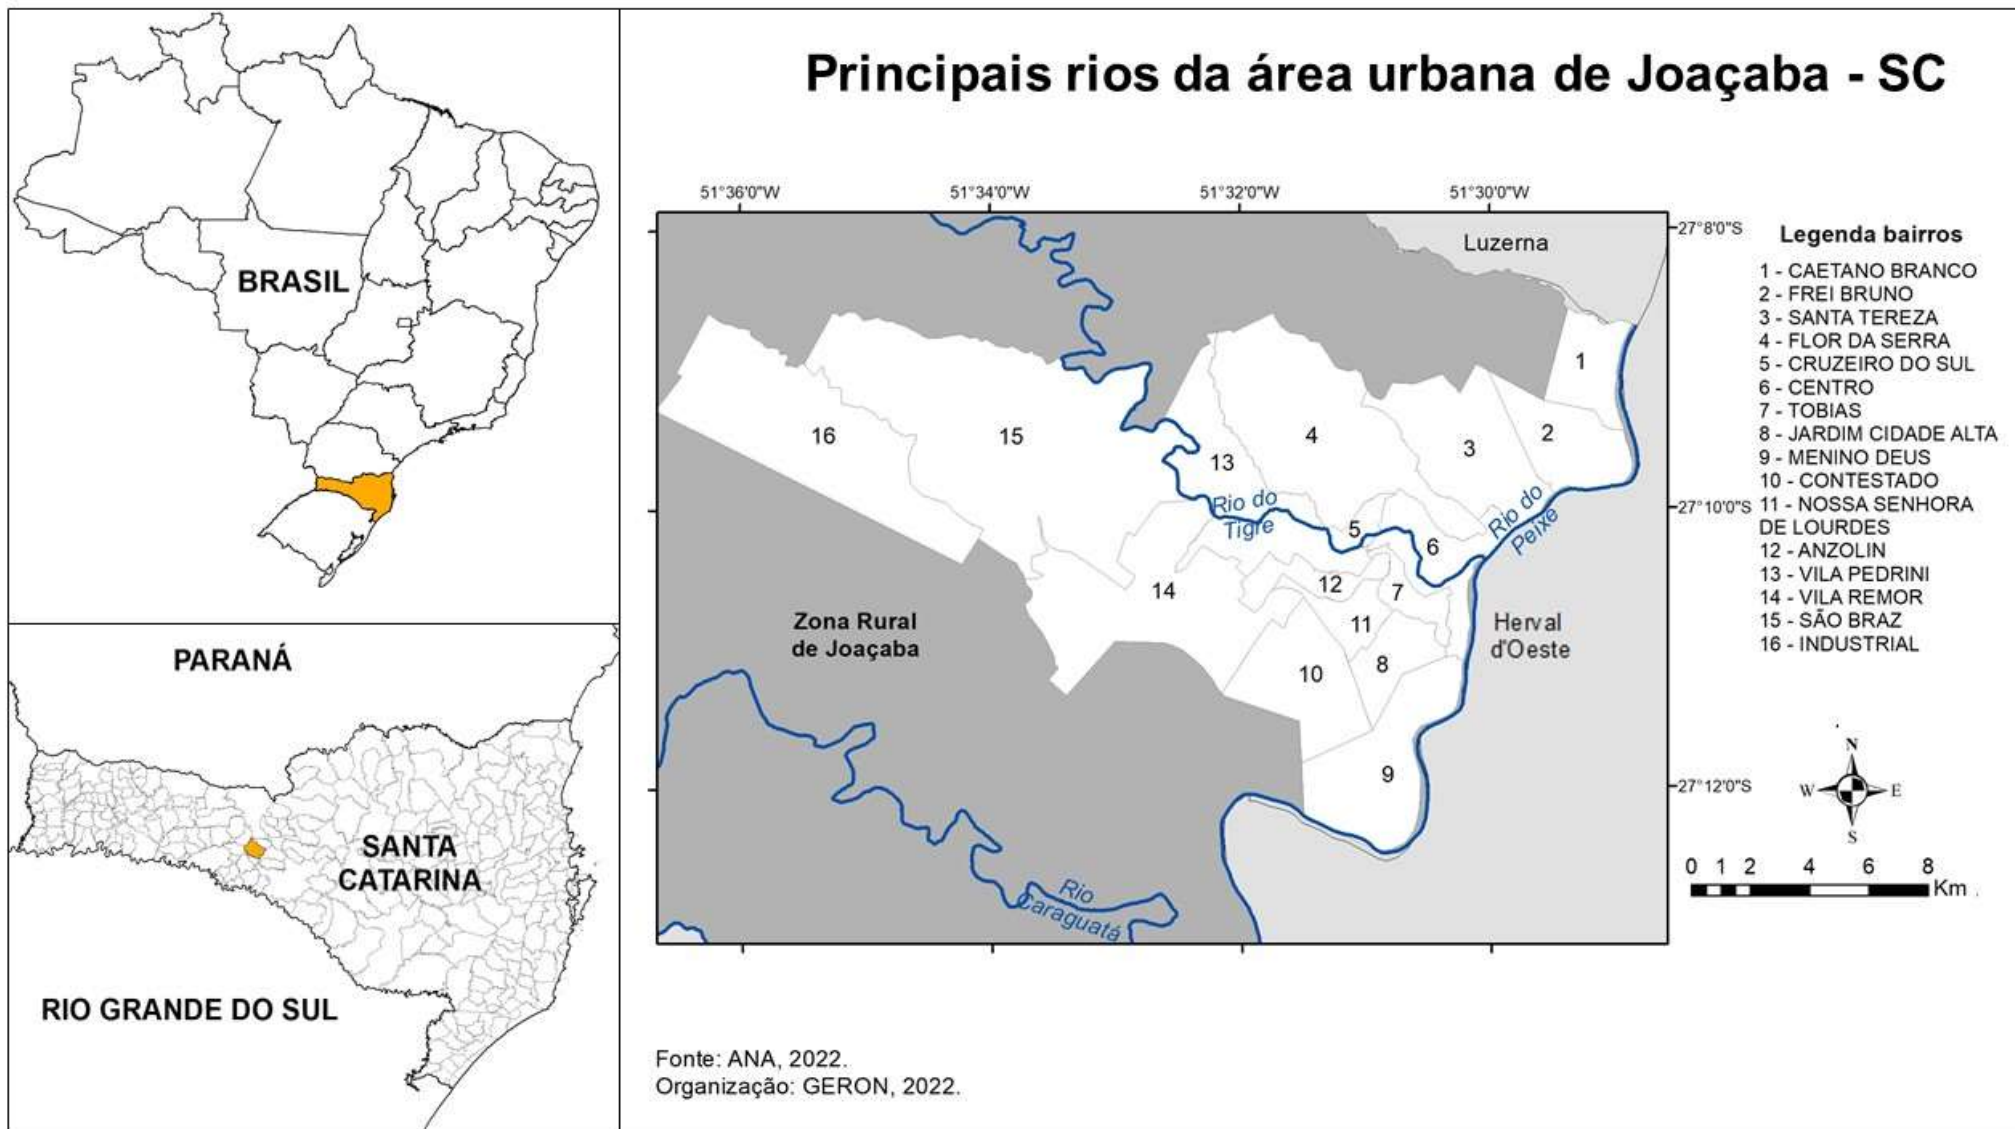 Principais rios da área urbana de Joaçaba - SC
BRASIL
PARANÁ
SANTA
CATARINA
RIO GRANDE DO SUL
51°36'0"W
51°34'0"W
51°32'0"W
51°30'0"W
27°8'0"S
27°10'0"S
27°12'0"S
Luzerna
1
2
3
4
13
15
16
Rio do
Tigre
Rio do
Peixe
5
6
12
7
14
11
8
10
9
Zona Rural
de Joaçaba
Herval
d'Oeste
Rio
Caraguatá
Legenda bairros
1 - CAETANO BRANCO
2 - FREI BRUNO
3 - SANTA TEREZA
4 - FLOR DA SERRA
5 - CRUZEIRO DO SUL
6 - CENTRO
7 - TOBIAS
8 - JARDIM CIDADE ALTA
9 - MENINO DEUS
10 - CONTESTADO
11 - NOSSA SENHORA
DE LOURDES
12 - ANZOLIN
13 - VILA PEDRINI
14 - VILA REMOR
15 - SÃO BRAZ
16 - INDUSTRIAL
N
W
E
S
0 1 2 4 6 8
Km
Fonte: ANA, 2022.
Organização: GERON, 2022.